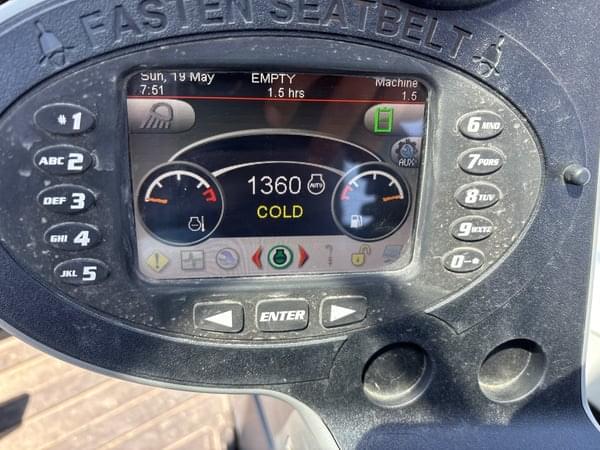 FASTEN SEATBELT
Sun, 19 May EMPTY Machine
7:51 1.5 hrs 1.5
AUX
1360 AUTO
COLD
# 1
ABC 2
DEF 3
GHI 4
JKL 5
6 MNO
7 PQRS
8 TUV
9 WXYZ
0-*
ENTER